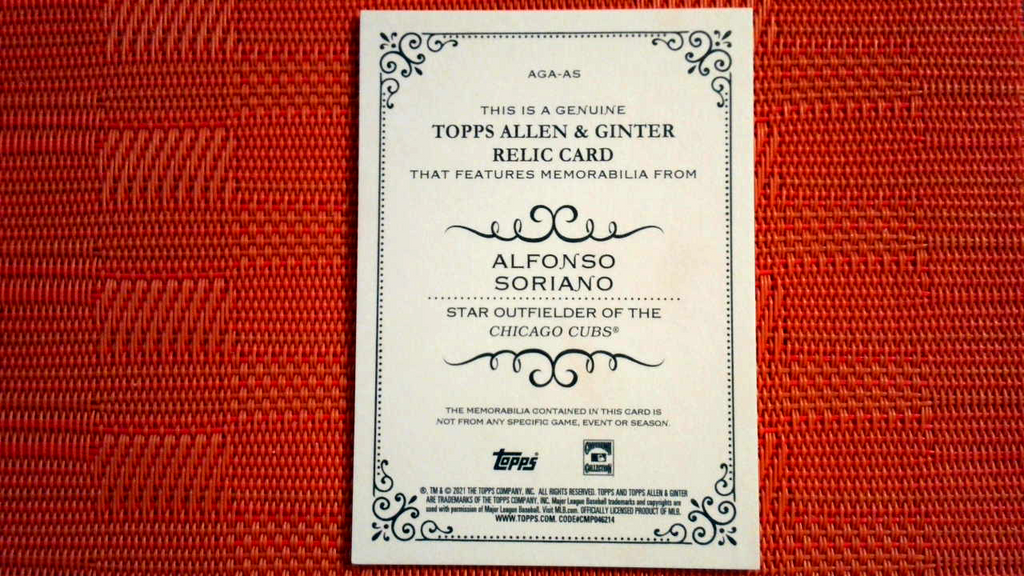 AGA-AS
THIS IS A GENUINE
TOPPS ALLEN & GINTER
RELIC CARD
THAT FEATURES MEMORABILIA FROM
ALFONSO
SORIANO
STAR OUTFIELDER OF THE
CHICAGO CUBS®
THE MEMORABILIA CONTAINED IN THIS CARD IS
NOT FROM ANY SPECIFIC GAME, EVENT OR SEASON.
topps®
COOPERSTOWN
COLLECTION
®, TM & © 2021 THE TOPPS COMPANY, INC. ALL RIGHTS RESERVED. TOPPS AND TOPPS ALLEN & GINTER
ARE TRADEMARKS OF THE TOPPS COMPANY, INC. Major League Baseball trademarks and copyrights are
used with permission of Major League Baseball. Visit MLB.com. OFFICIALLY LICENSED PRODUCT OF MLB.
WWW.TOPPS.COM. CODE#CMP046214